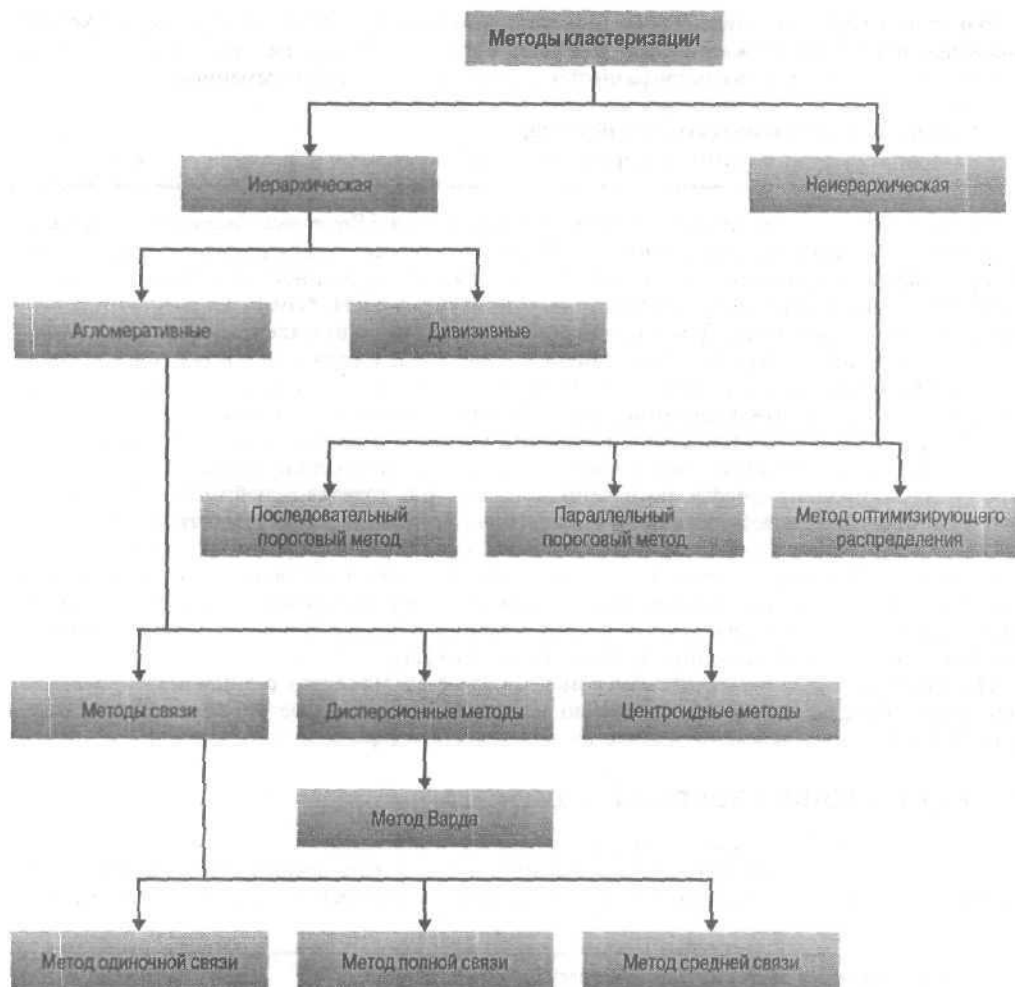 Методы кластеризации
Иерархическая
Неиерархическая
Агломеративные
Дивизивные
Последовательный
пороговый метод
Параллельный
пороговый метод
Метод оптимизирующего
распределения
Методы связи
Дисперсионные методы
Центроидные методы
Метод Варда
Метод одиночной связи
Метод полной связи
Метод средней связи